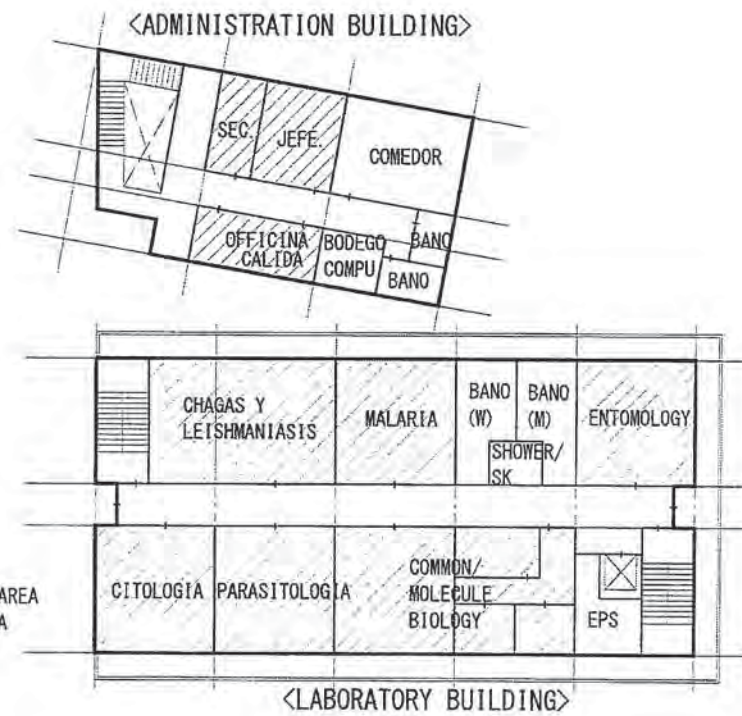 <ADMINISTRATION BUILDING>
SEC.
JEFE.
COMEDOR
OFFICINA
CALIDA
BODEGO
COMPU
BANO
BANO
CHAGAS Y
LEISHMANIASIS
MALARIA
BANO
(W)
BANO
(M)
SHOWER/
SK
ENTOMOLOGY
AREA
A
CITOLOGIA
PARASITOLOGIA
COMMON/
MOLECULE
BIOLOGY
EPS
<LABORATORY BUILDING>